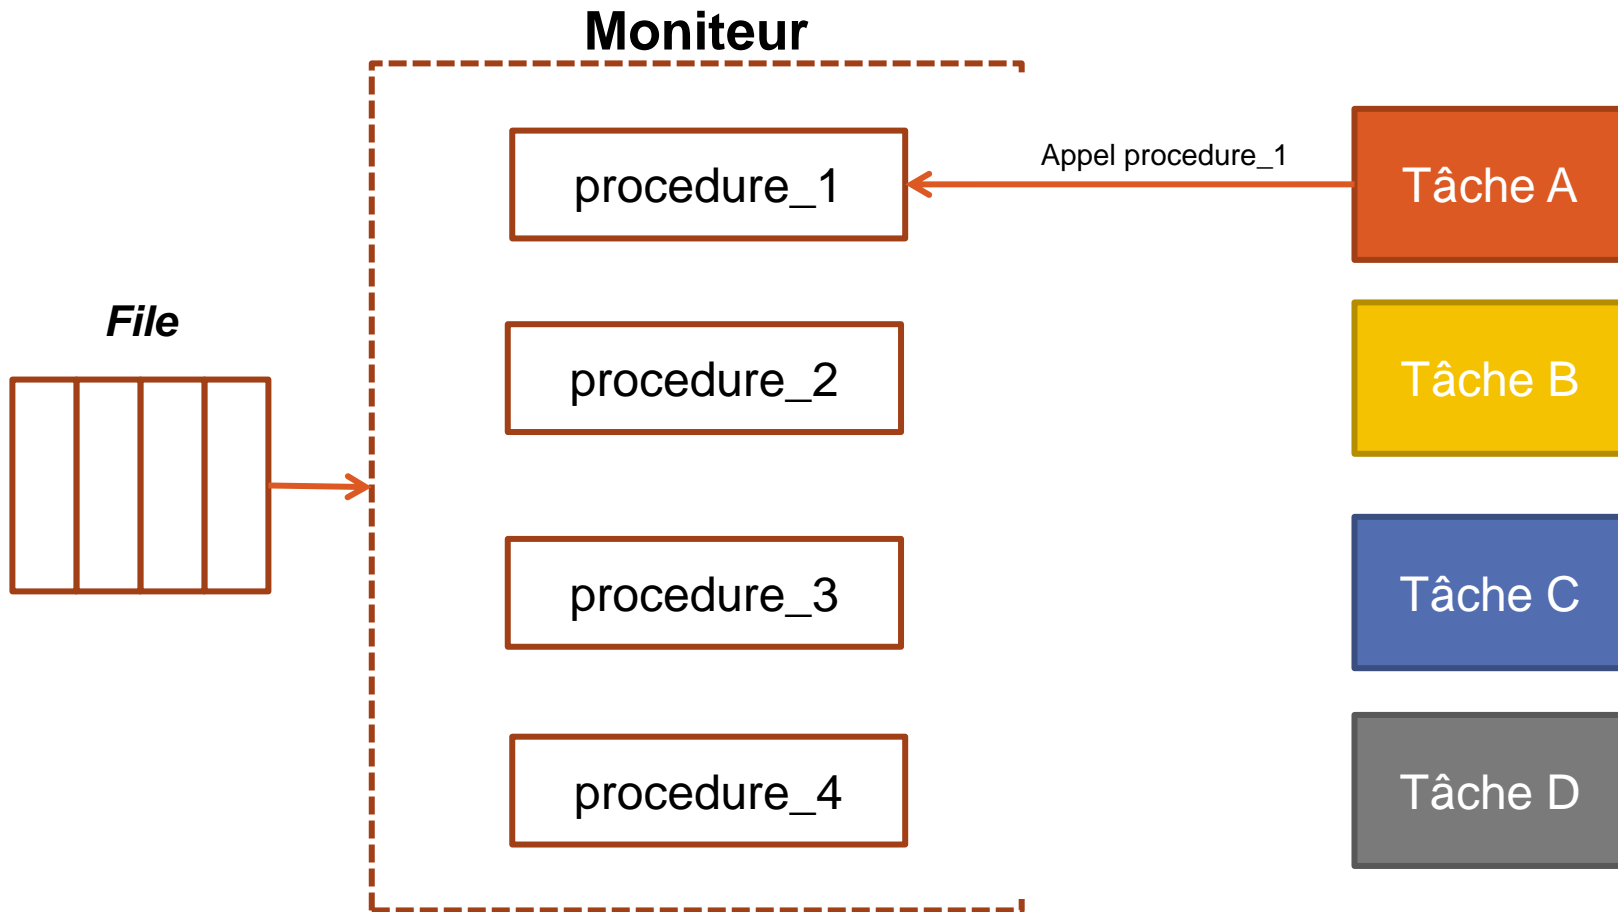 Moniteur
procedure_1
Appel procedure_1
Tâche A
File
procedure_2
Tâche B
procedure_3
Tâche C
procedure_4
Tâche D